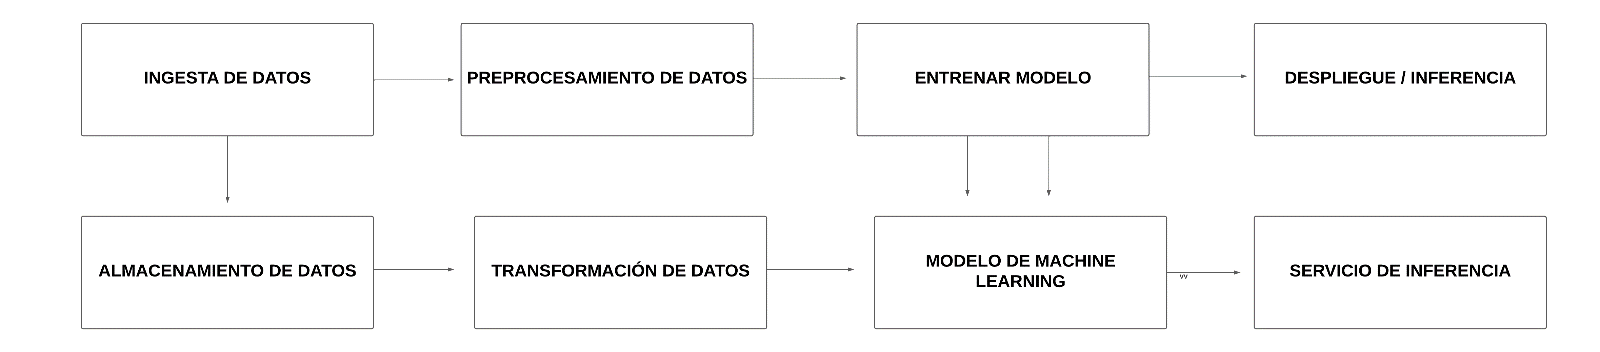 INGESTA DE DATOS
PREPROCESAMIENTO DE DATOS
ENTRENAR MODELO
DESPLIEGUE / INFERENCIA
ALMACENAMIENTO DE DATOS
TRANSFORMACIÓN DE DATOS
MODELO DE MACHINE
LEARNING
vv
SERVICIO DE INFERENCIA